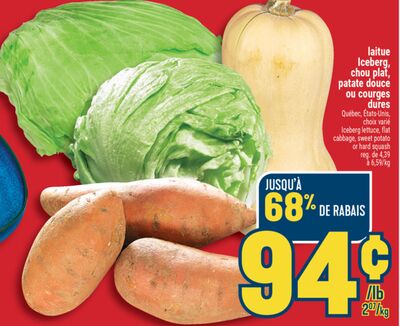 laitue
Iceberg,
chou plat,
patate douce
ou courges
dures
Québec, États-Unis,
choix varié
Iceberg lettuce, flat
cabbage, sweet potato
or hard squash
reg. de 4,39
à 6,59/kg
JUSQU'À
68% DE RABAIS
94¢
/lb
2⁰⁷/kg